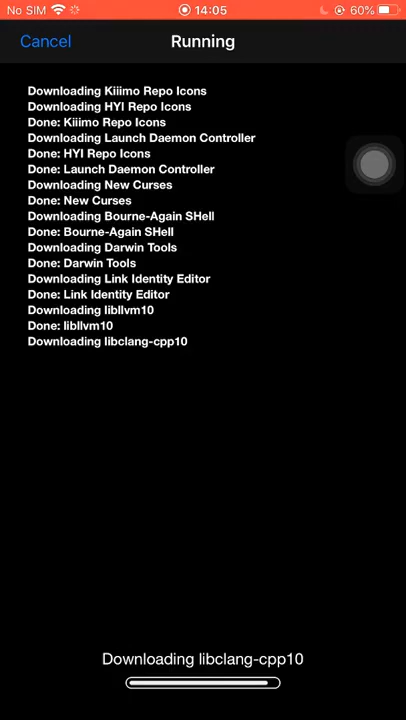 No SIM 14:05 60%
Cancel Running
Downloading Kiiimo Repo Icons
Downloading HYI Repo Icons
Done: Kiiimo Repo Icons
Downloading Launch Daemon Controller
Done: HYI Repo Icons
Done: Launch Daemon Controller
Downloading New Curses
Done: New Curses
Downloading Bourne-Again SHell
Done: Bourne-Again SHell
Downloading Darwin Tools
Done: Darwin Tools
Downloading Link Identity Editor
Done: Link Identity Editor
Downloading libllvm10
Done: libllvm10
Downloading libclang-cpp10
Downloading libclang-cpp10